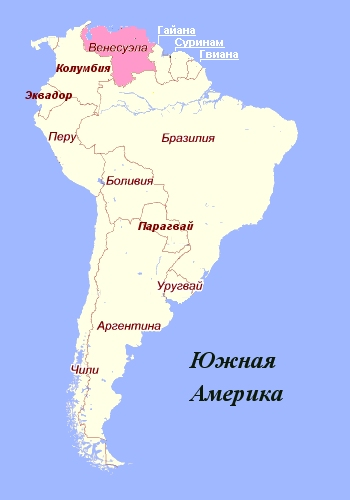 Гайана
Суринам
Гвиана
Венесуэла
Колумбия
Эквадор
Перу
Бразилия
Боливия
Парагвай
Уругвай
Аргентина
Чили
Южная
Америка